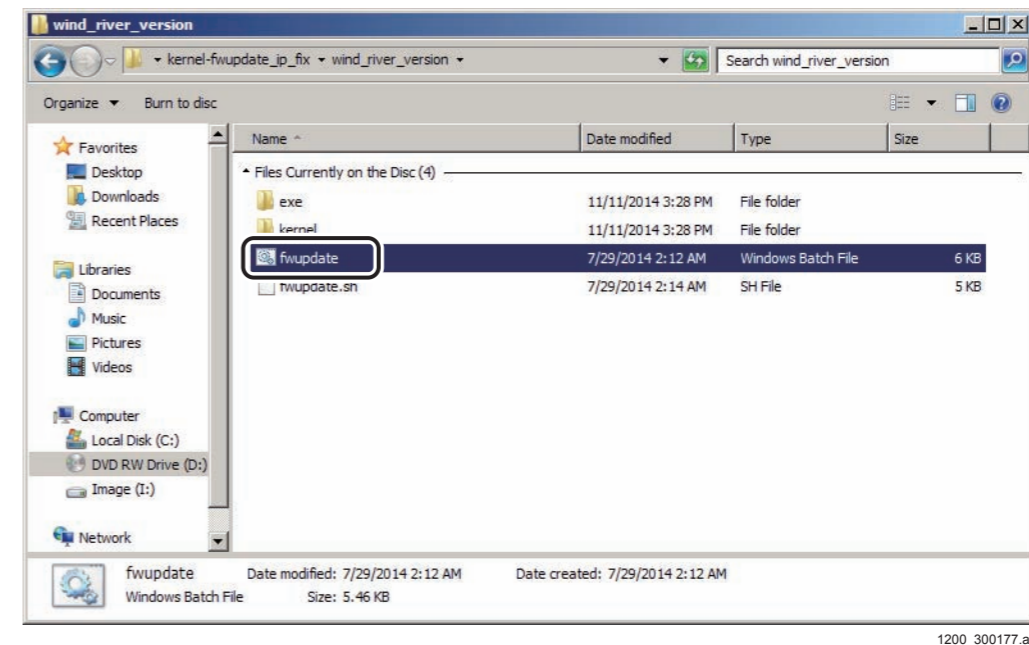 wind_river_version
kernel-fwupdate_ip_fix wind_river_version
Search wind_river_version
Organize Burn to disc
Name Date modified Type Size
Favorites
Desktop
Downloads
Recent Places
Libraries
Documents
Music
Pictures
Videos
Computer
Local Disk (C:)
DVD RW Drive (D:)
Image (I:)
Network
Files Currently on the Disc (4)
exe 11/11/2014 3:28 PM File folder
kernel 11/11/2014 3:28 PM File folder
fwupdate 7/29/2014 2:12 AM Windows Batch File 6 KB
fwupdate.sh 7/29/2014 2:14 AM SH File 5 KB
fwupdate Date modified: 7/29/2014 2:12 AM Date created: 7/29/2014 2:12 AM
Windows Batch File Size: 5.46 KB
1200_300177.a